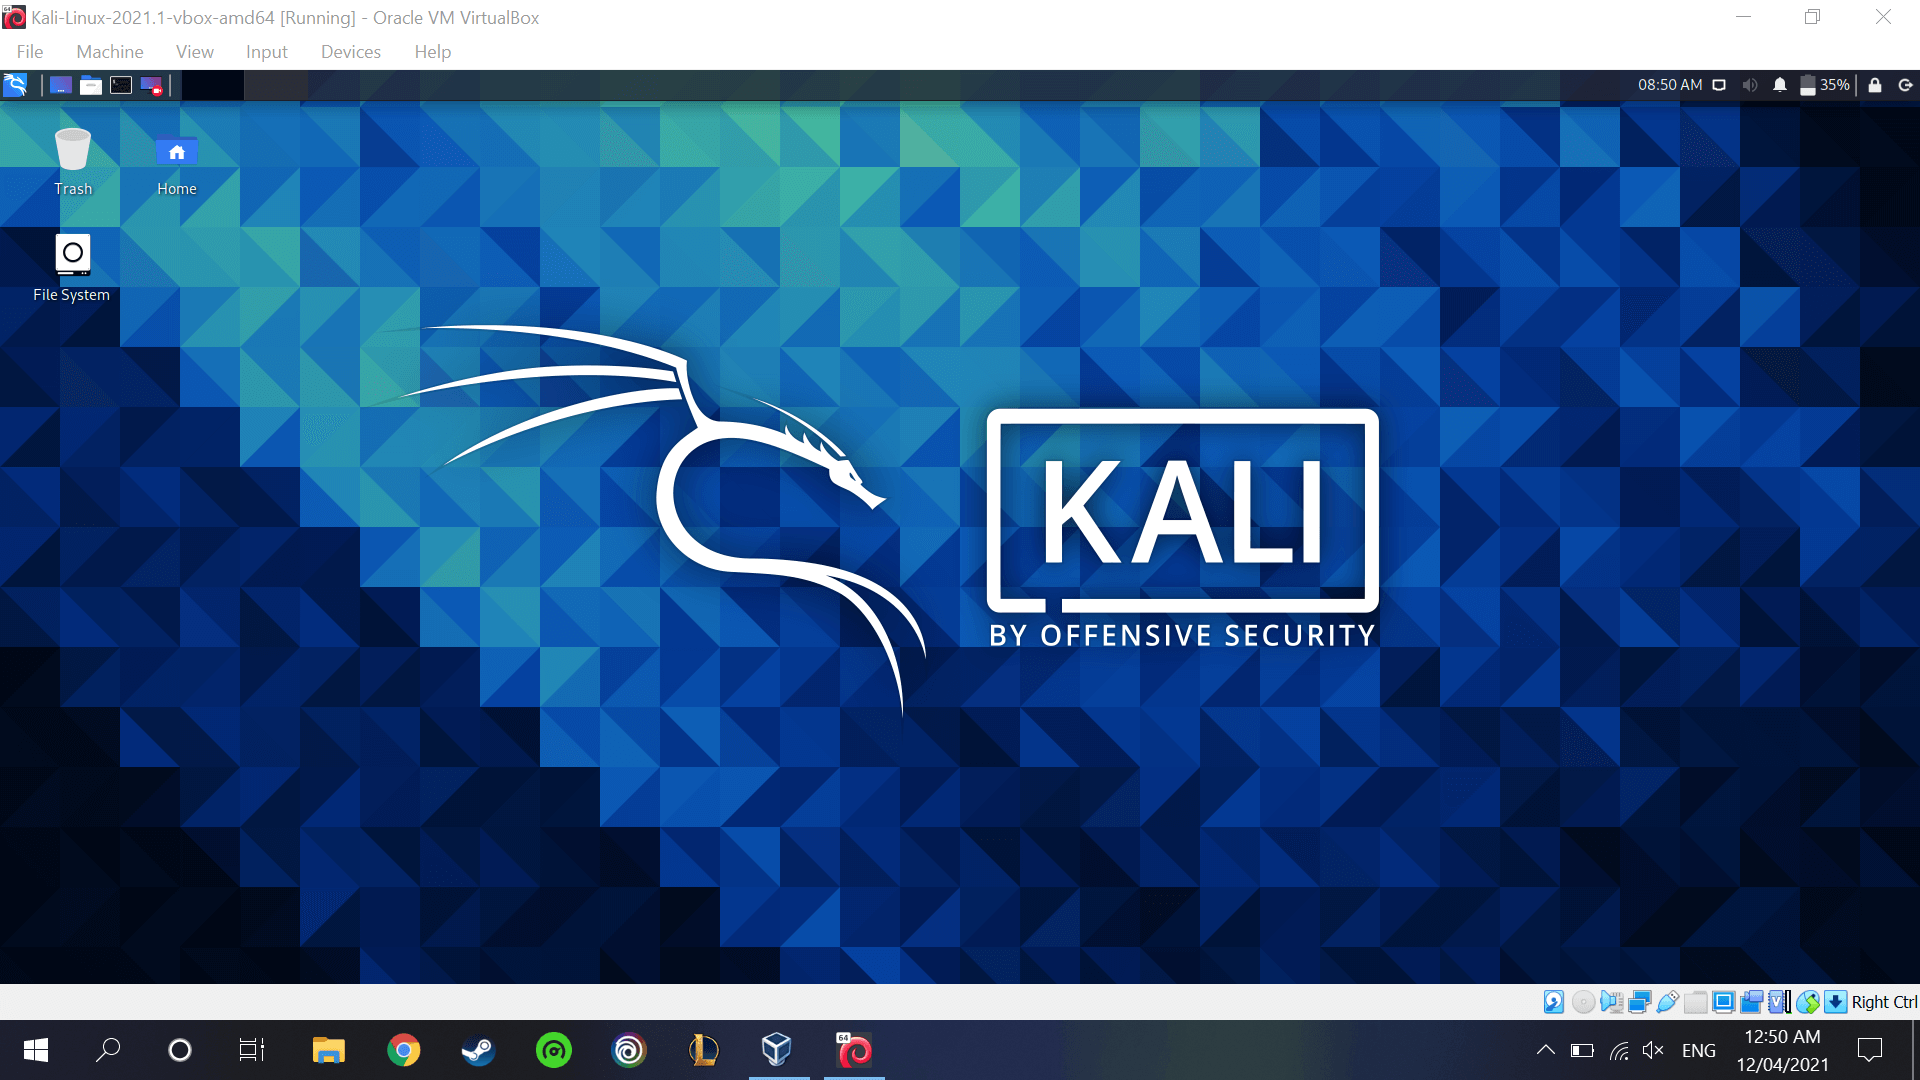 Kali-Linux-2021.1-vbox-amd64 [Running] - Oracle VM VirtualBox
File Machine View Input Devices Help
08:50 AM 35%
Trash Home
File System
KALI
BY OFFENSIVE SECURITY
Right Ctrl
64
ENG
12:50 AM
12/04/2021